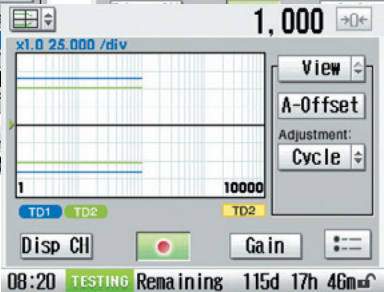 1,000 →0←
x1.0 25.000 /div
View
A-Offset
Adjustment:
Cycle
1 10000
TD1 TD2 TD2
Disp CH Gain
08:20 TESTING Remaining 115d 17h 46m